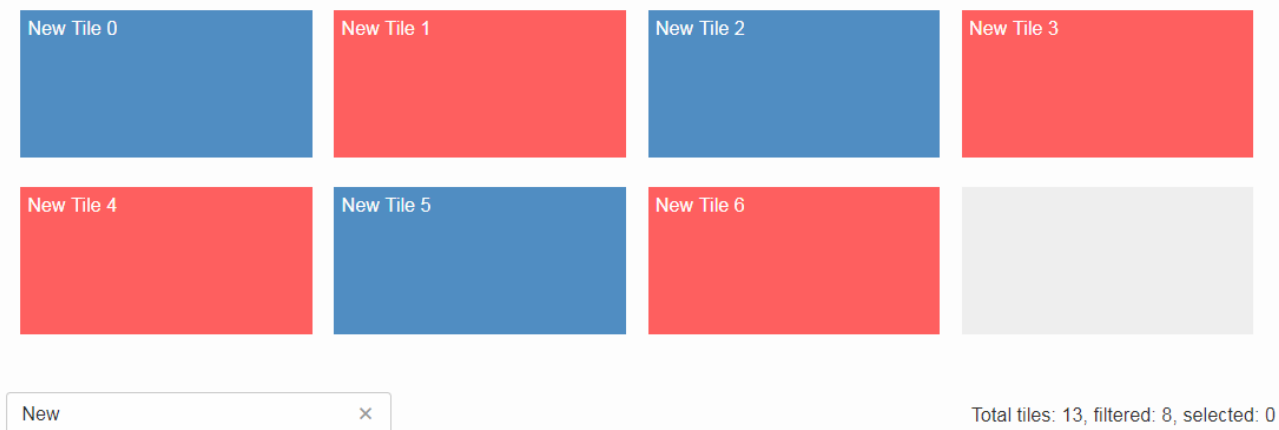 New Tile 0
New Tile 1
New Tile 2
New Tile 3
New Tile 4
New Tile 5
New Tile 6
New
Total tiles: 13, filtered: 8, selected: 0